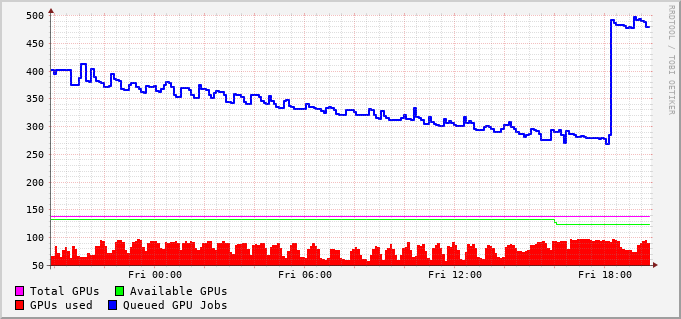 RRDTOOL / TOBI OETIKER
500
450
400
350
300
250
200
150
100
50
Fri 00:00 Fri 06:00 Fri 12:00 Fri 18:00
Total GPUs Available GPUs
GPUs used Queued GPU Jobs